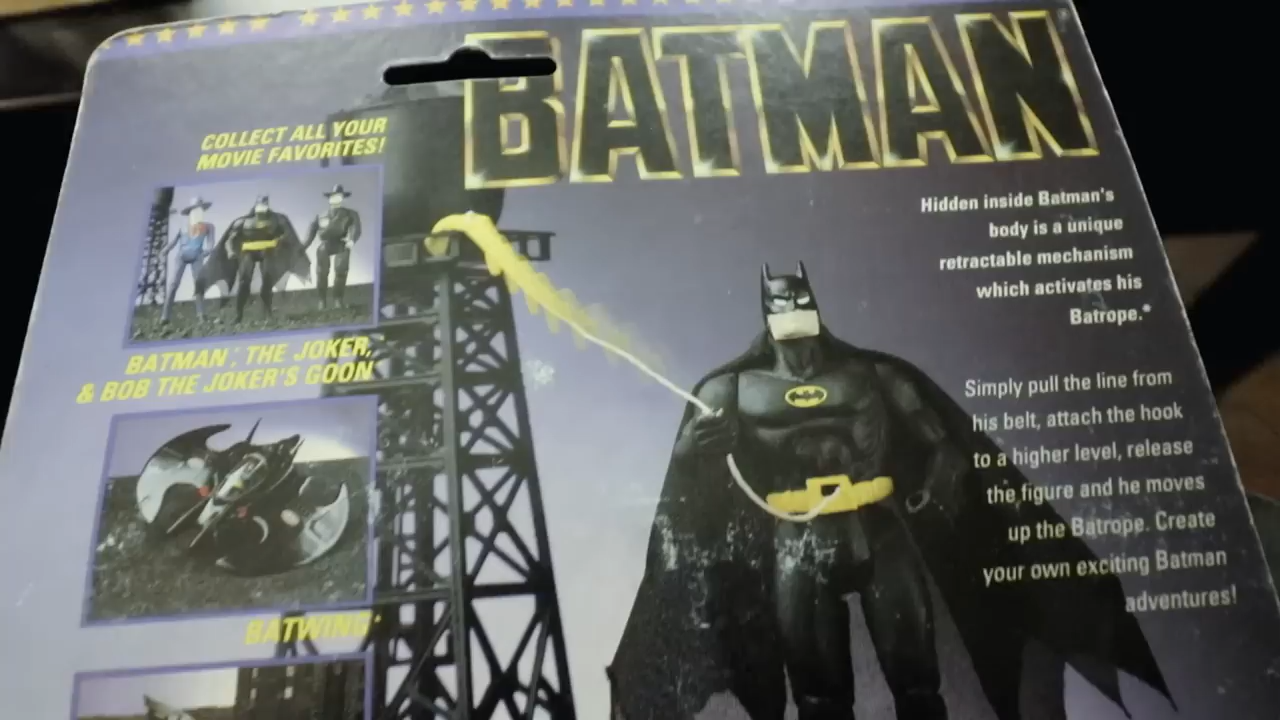 BATMAN
COLLECT ALL YOUR
MOVIE FAVORITES!
BATMAN, THE JOKER,
& BOB THE JOKER'S GOON
BATWING*
Hidden inside Batman's
body is a unique
retractable mechanism
which activates his
Batrope.*
Simply pull the line from
his belt, attach the hook
to a higher level, release
the figure and he moves
up the Batrope. Create
your own exciting Batman
adventures!